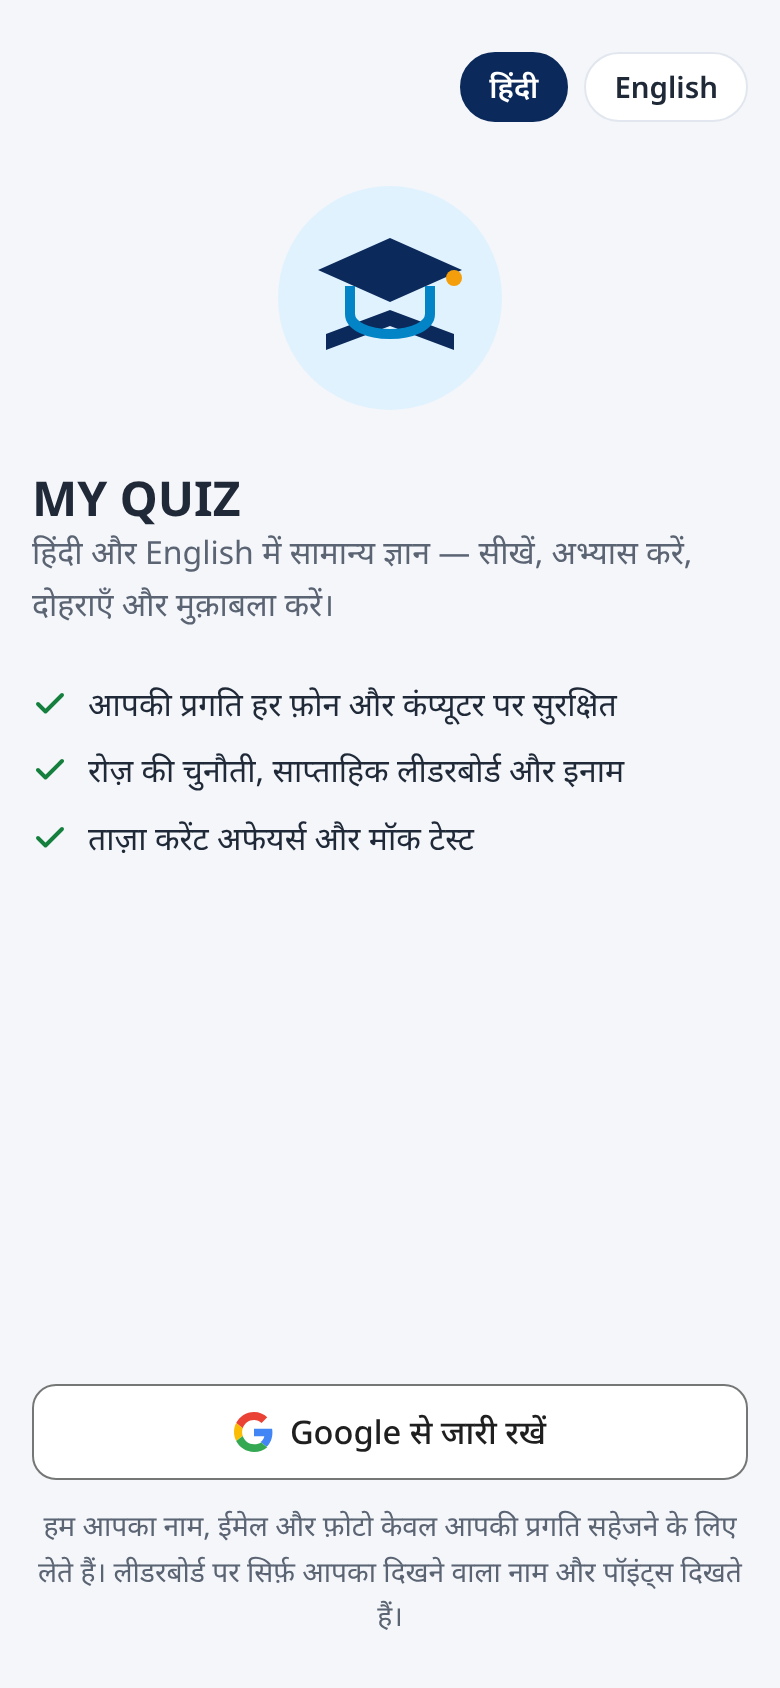 हिंदी English
MY QUIZ
हिंदी और English में सामान्य ज्ञान — सीखें, अभ्यास करें,
दोहराएँ और मुक़ाबला करें।
आपकी प्रगति हर फ़ोन और कंप्यूटर पर सुरक्षित
रोज़ की चुनौती, साप्ताहिक लीडरबोर्ड और इनाम
ताज़ा करेंट अफेयर्स और मॉक टेस्ट
Google से जारी रखें
हम आपका नाम, ईमेल और फ़ोटो केवल आपकी प्रगति सहेजने के लिए
लेते हैं। लीडरबोर्ड पर सिर्फ़ आपका दिखने वाला नाम और पॉइंट्स दिखते
हैं।